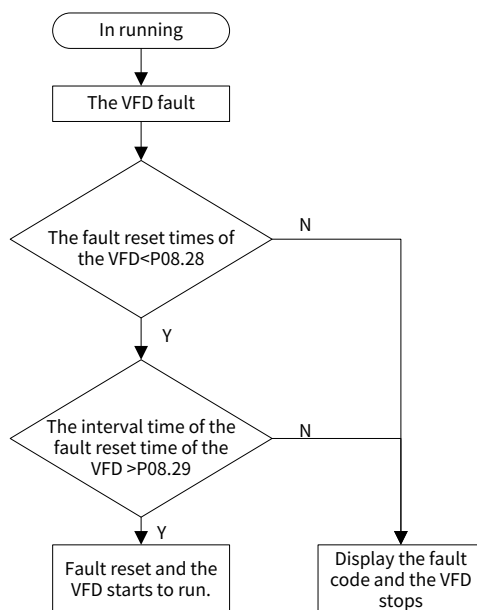 In running
The VFD fault
The fault reset times of
the VFD<P08.28
N
Y
The interval time of the
fault reset time of the
VFD >P08.29
N
Y
Fault reset and the
VFD starts to run.
Display the fault
code and the VFD
stops